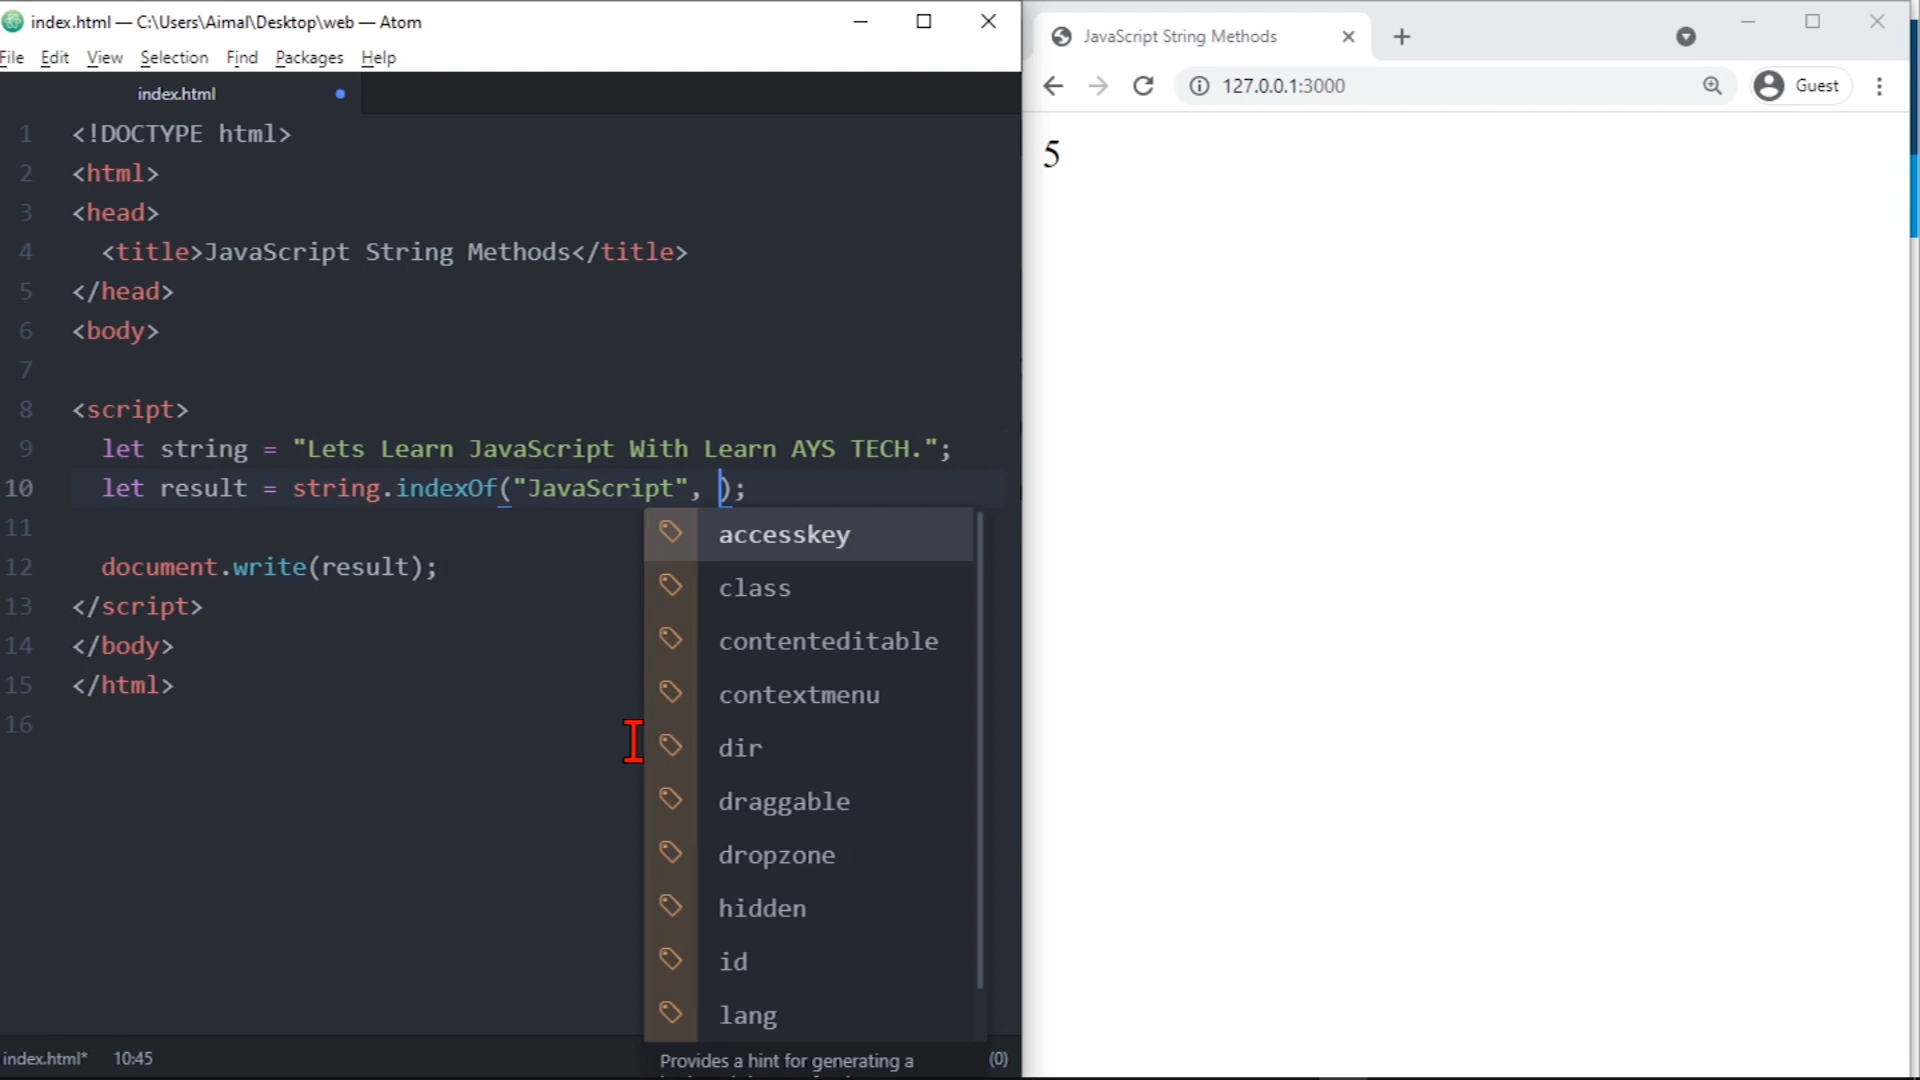 index.html — C:\Users\Aimal\Desktop\web — Atom
File Edit View Selection Find Packages Help
index.html
1 <!DOCTYPE html>
2 <html>
3 <head>
4 <title>JavaScript String Methods</title>
5 </head>
6 <body>
7
8 <script>
9 let string = "Lets Learn JavaScript With Learn AYS TECH.";
10 let result = string.indexOf("JavaScript", );
11
12 document.write(result);
13 </script>
14 </body>
15 </html>
16
accesskey
class
contenteditable
contextmenu
dir
draggable
dropzone
hidden
id
lang
Provides a hint for generating a
index.html* 10:45
(0)
JavaScript String Methods
127.0.0.1:3000
Guest
5